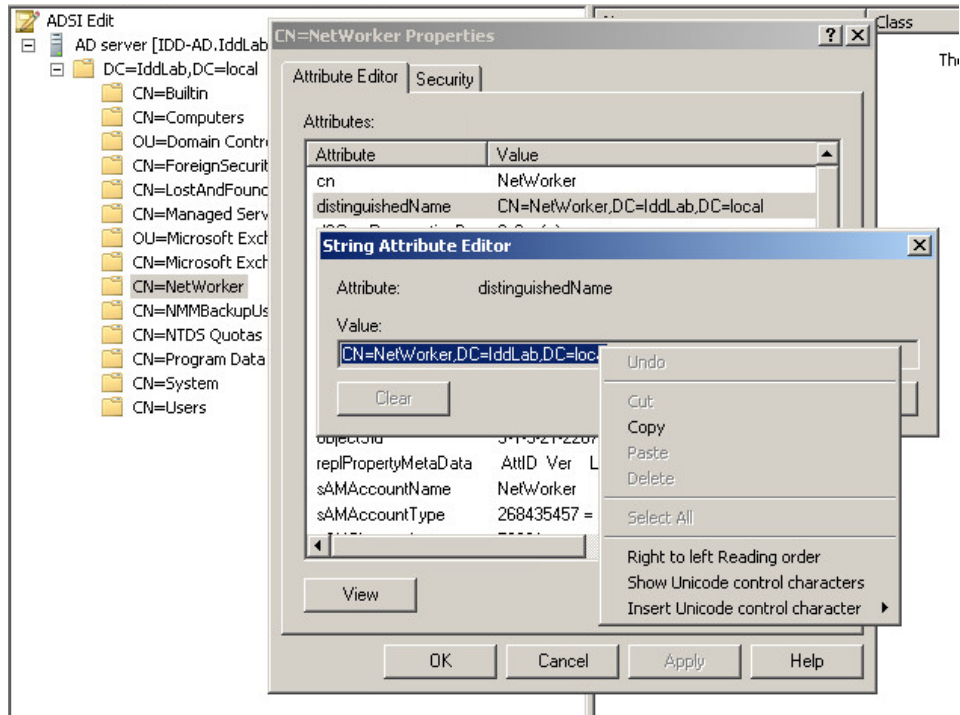 ADSI Edit
AD server [IDD-AD.IddLab
DC=IddLab,DC=local
CN=Builtin
CN=Computers
OU=Domain Contr
CN=ForeignSecurit
CN=LostAndFound
CN=Managed Serv
OU=Microsoft Exch
CN=Microsoft Exch
CN=NetWorker
CN=NMMBackupUs
CN=NTDS Quotas
CN=Program Data
CN=System
CN=Users
Class
The
CN=NetWorker Properties
Attribute Editor Security
Attributes:
Attribute Value
cn NetWorker
distinguishedName CN=NetWorker,DC=IddLab,DC=local
String Attribute Editor
Attribute: distinguishedName
Value:
CN=NetWorker,DC=IddLab,DC=loca
Clear
Undo
Cut
Copy
Paste
Delete
Select All
Right to left Reading order
Show Unicode control characters
Insert Unicode control character
objectSid
replPropertyMetaData AttID Ver L
sAMAccountName NetWorker
sAMAccountType 268435457 =
View
OK Cancel Apply Help